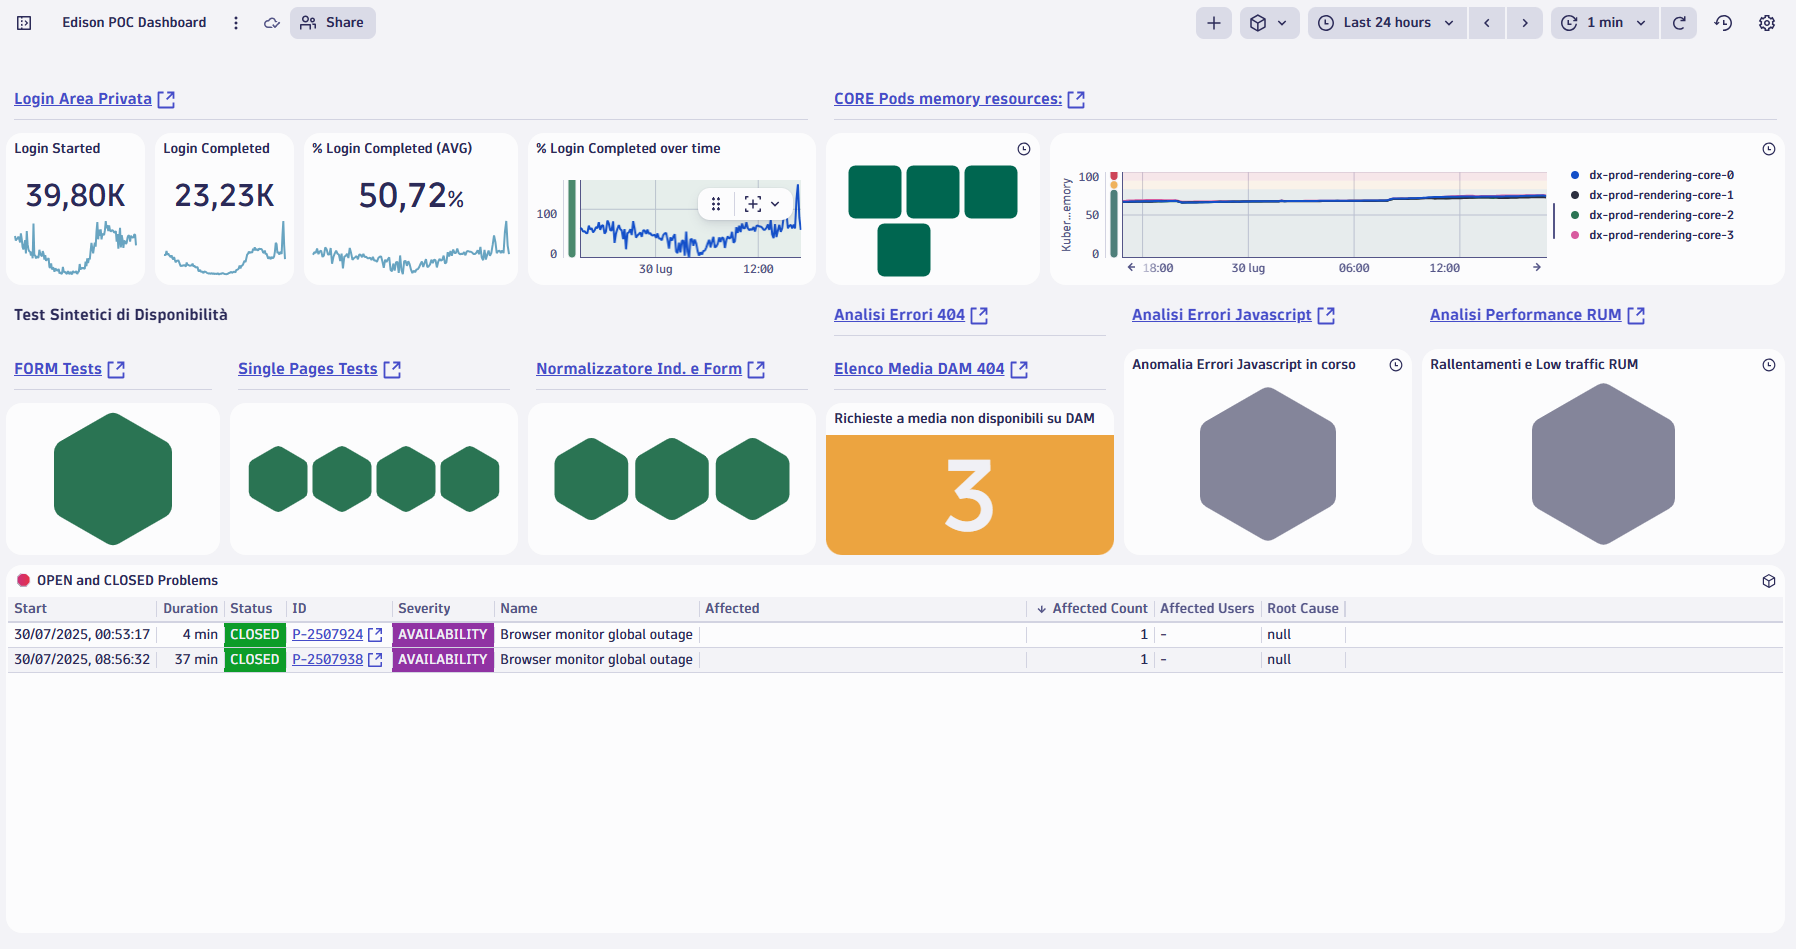 Edison POC Dashboard
Share
Last 24 hours
1 min
Login Area Privata
CORE Pods memory resources:
Login Started
39,80K
Login Completed
23,23K
% Login Completed (AVG)
50,72%
% Login Completed over time
100
0
30 lug
12:00
Kuber...emory
100
50
0
18:00
30 lug
06:00
12:00
dx-prod-rendering-core-0
dx-prod-rendering-core-1
dx-prod-rendering-core-2
dx-prod-rendering-core-3
Test Sintetici di Disponibilità
Analisi Errori 404
Analisi Errori Javascript
Analisi Performance RUM
FORM Tests
Single Pages Tests
Normalizzatore Ind. e Form
Elenco Media DAM 404
Anomalia Errori Javascript in corso
Rallentamenti e Low traffic RUM
Richieste a media non disponibili su DAM
3
OPEN and CLOSED Problems
Start Duration Status ID Severity Name Affected Affected Count Affected Users Root Cause
30/07/2025, 00:53:17 4 min CLOSED P-2507924 AVAILABILITY Browser monitor global outage 1 - null
30/07/2025, 08:56:32 37 min CLOSED P-2507938 AVAILABILITY Browser monitor global outage 1 - null